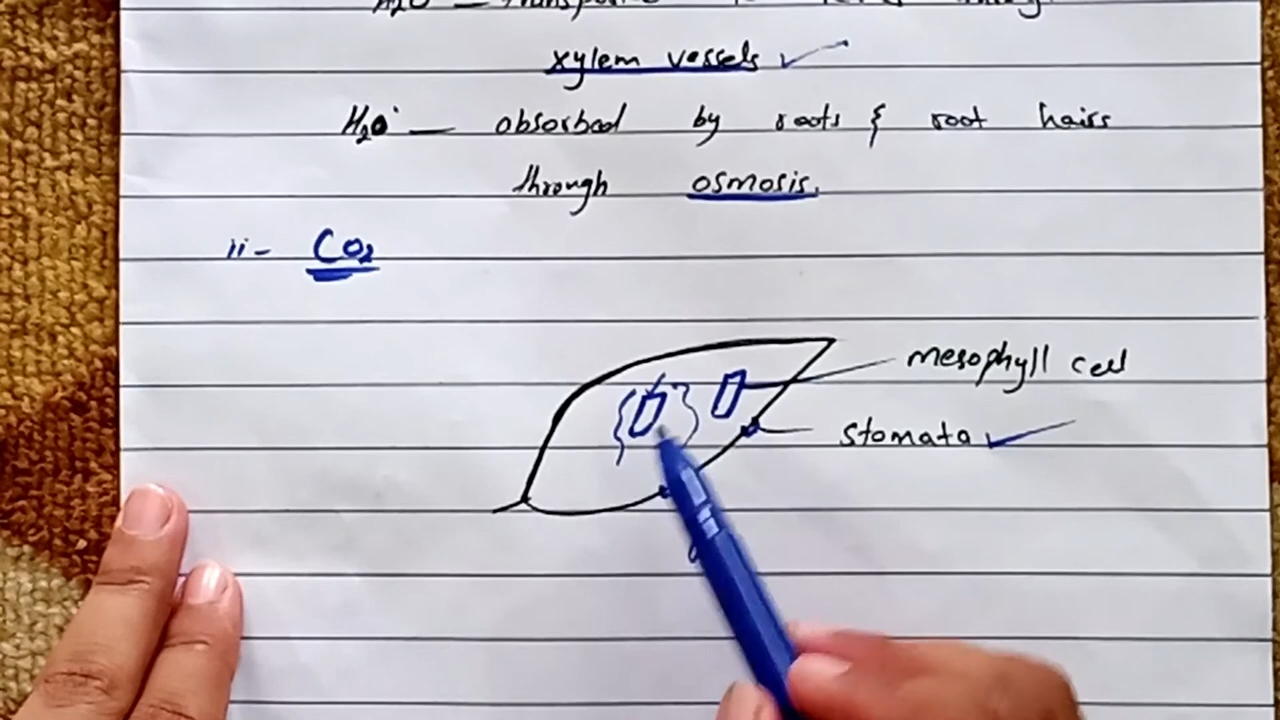 xylem vessels
H₂O — absorbed by roots & root hairs
through osmosis.
ii- CO₂
mesophyll cell
stomata